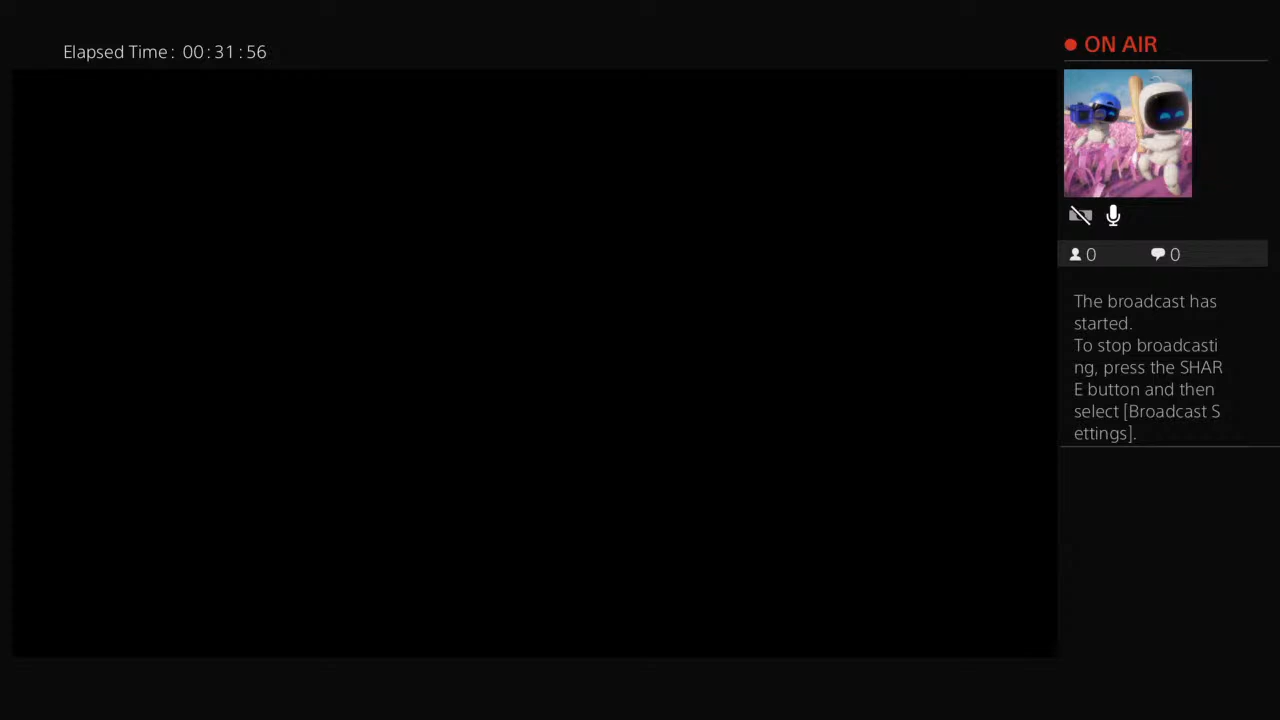 Elapsed Time: 00:31:56
ON AIR
0 0
The broadcast has
started.
To stop broadcasti
ng, press the SHAR
E button and then
select [Broadcast S
ettings].